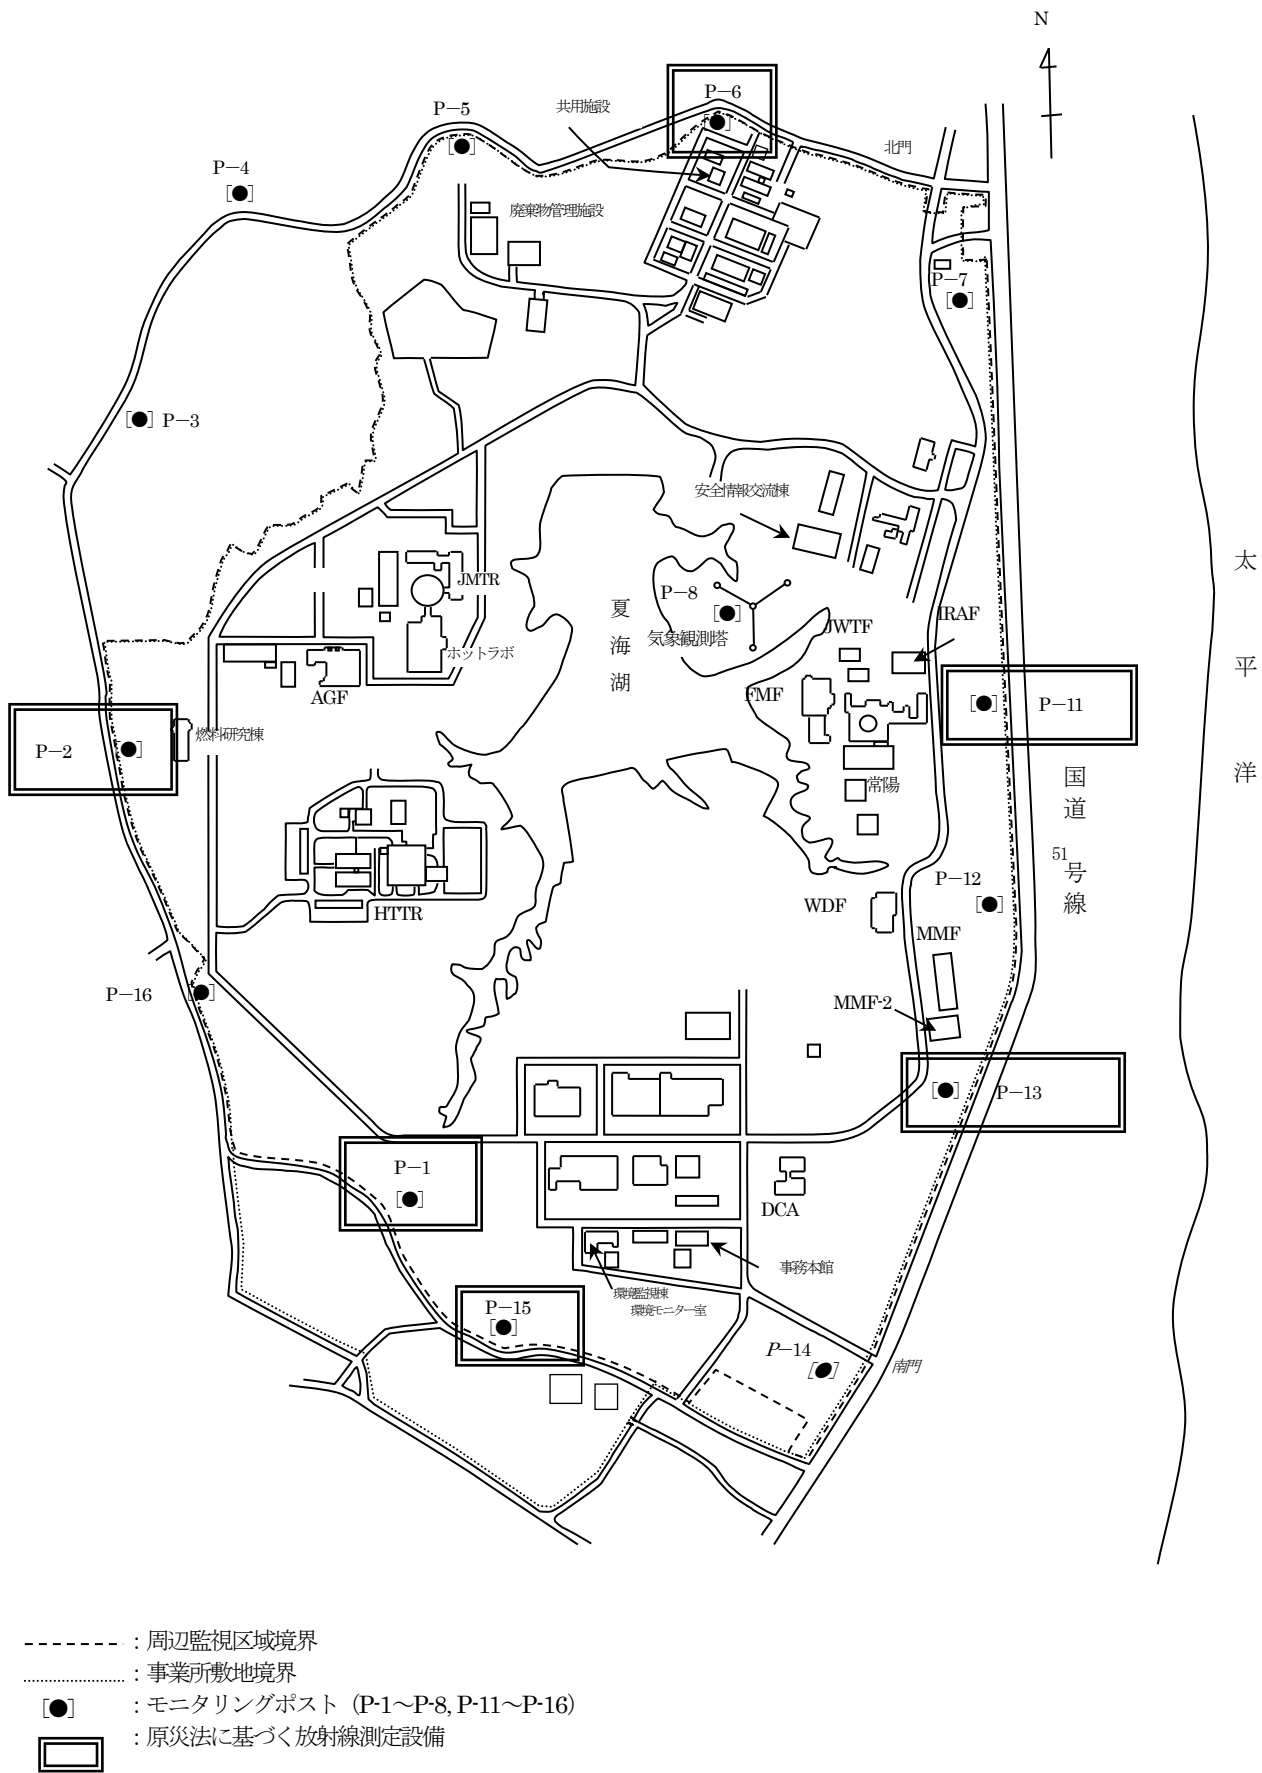 N
P−6
共用施設
P−5
北門
P−4
廃棄物管理施設
P−7
P−3
安全情報交流棟
太平洋
JMTR
P−8
夏海湖
気象観測塔
JWTF
IRAF
ホットラボ
AGF
FMF
P−11
P−2
燃料研究棟
常陽
国道51号線
P−12
WDF
HTTR
MMF
P−16
MMF-2
P−13
P−1
DCA
事務本館
環境監視棟
環境モニター室
P−15
P−14
南門
：周辺監視区域境界
：事業所敷地境界
：モニタリングポスト（P-1～P-8, P-11～P-16）
：原災法に基づく放射線測定設備